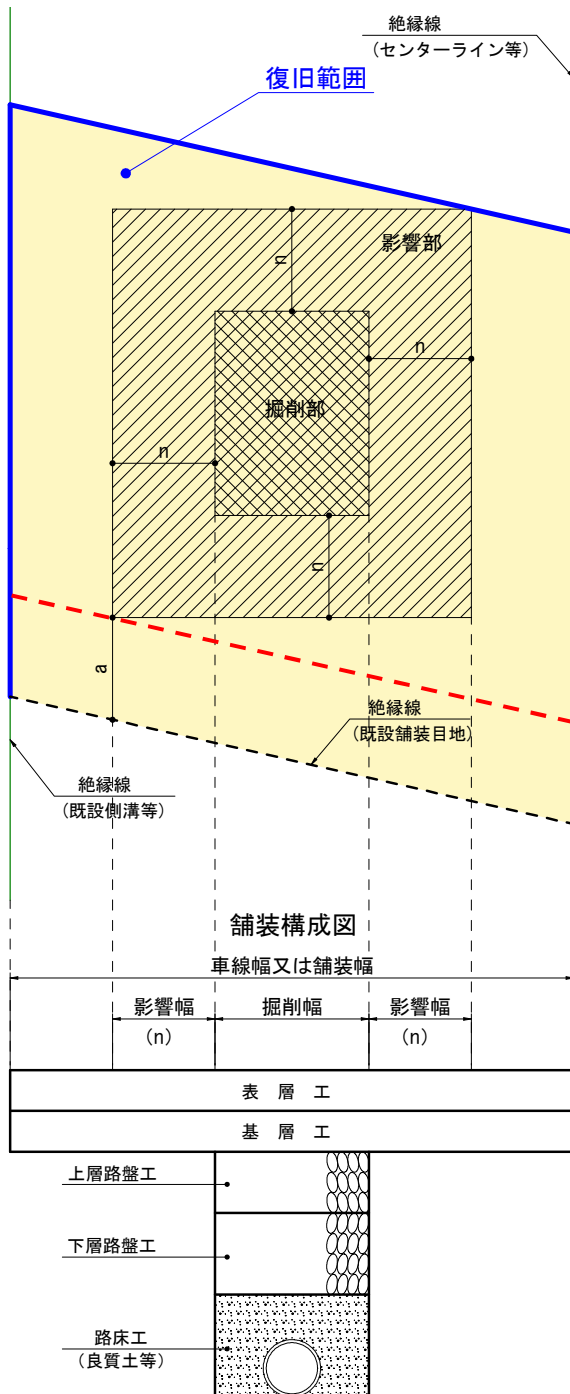 絶縁線
(センターライン等)
復旧範囲
影響部
n
n
掘削部
n
n
a
絶縁線
(既設舗装目地)
絶縁線
(既設側溝等)
舗装構成図
車線幅又は舗装幅
影響幅
(n)
掘削幅
影響幅
(n)
表 層 工
基 層 工
上層路盤工
下層路盤工
路床工
(良質土等)